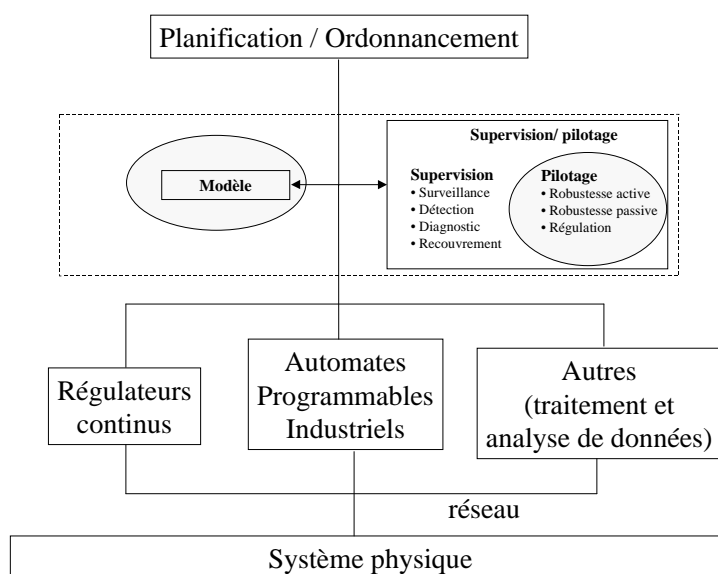 Planification / Ordonnancement
Supervision/ pilotage
Modèle
Supervision
• Surveillance
• Détection
• Diagnostic
• Recouvrement
Pilotage
• Robustesse active
• Robustesse passive
• Régulation
Régulateurs
continus
Automates
Programmables
Industriels
Autres
(traitement et
analyse de données)
réseau
Système physique